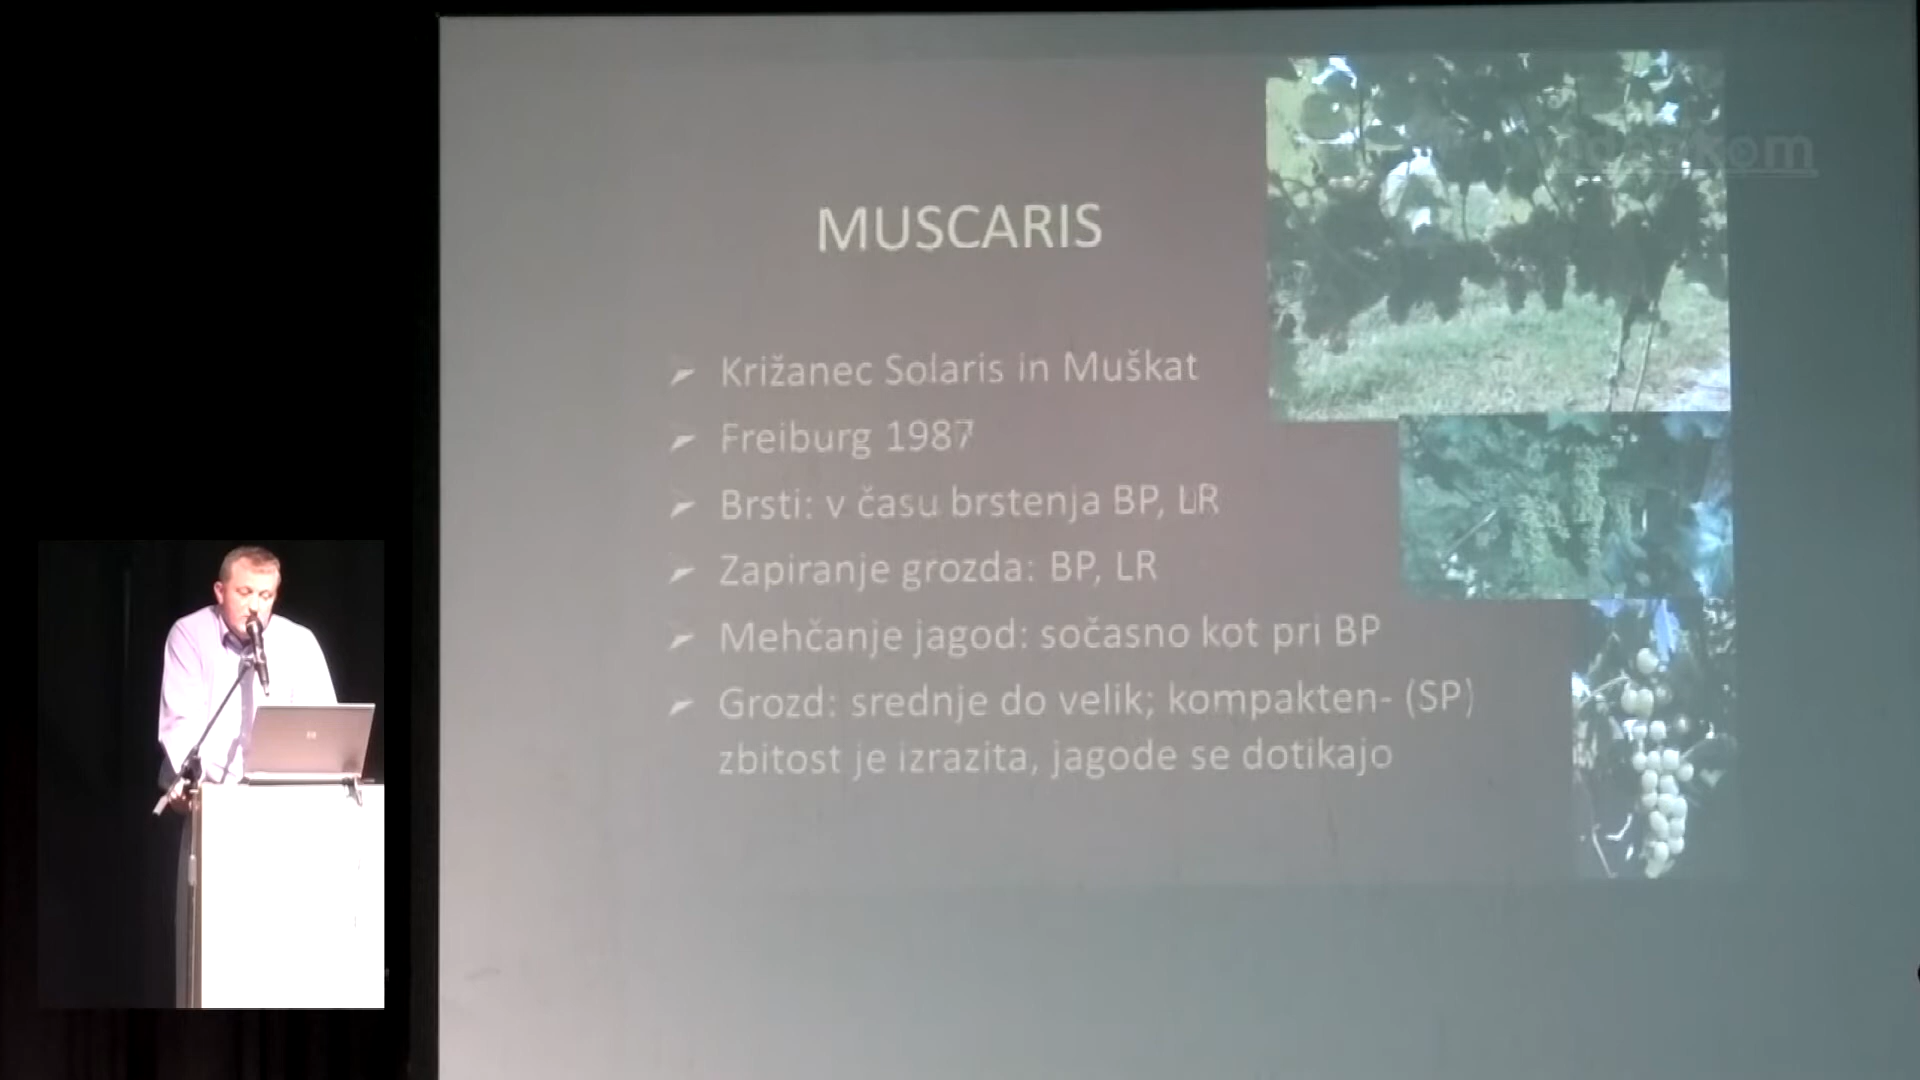 MUSCARIS
Križanec Solaris in Muškat
Freiburg 1987
Brsti: v času brstenja BP, LR
Zapiranje grozda: BP, LR
Mehčanje jagod: sočasno kot pri BP
Grozd: srednje do velik; kompakten- (SP)
zbitost je izrazita, jagode se dotikajo